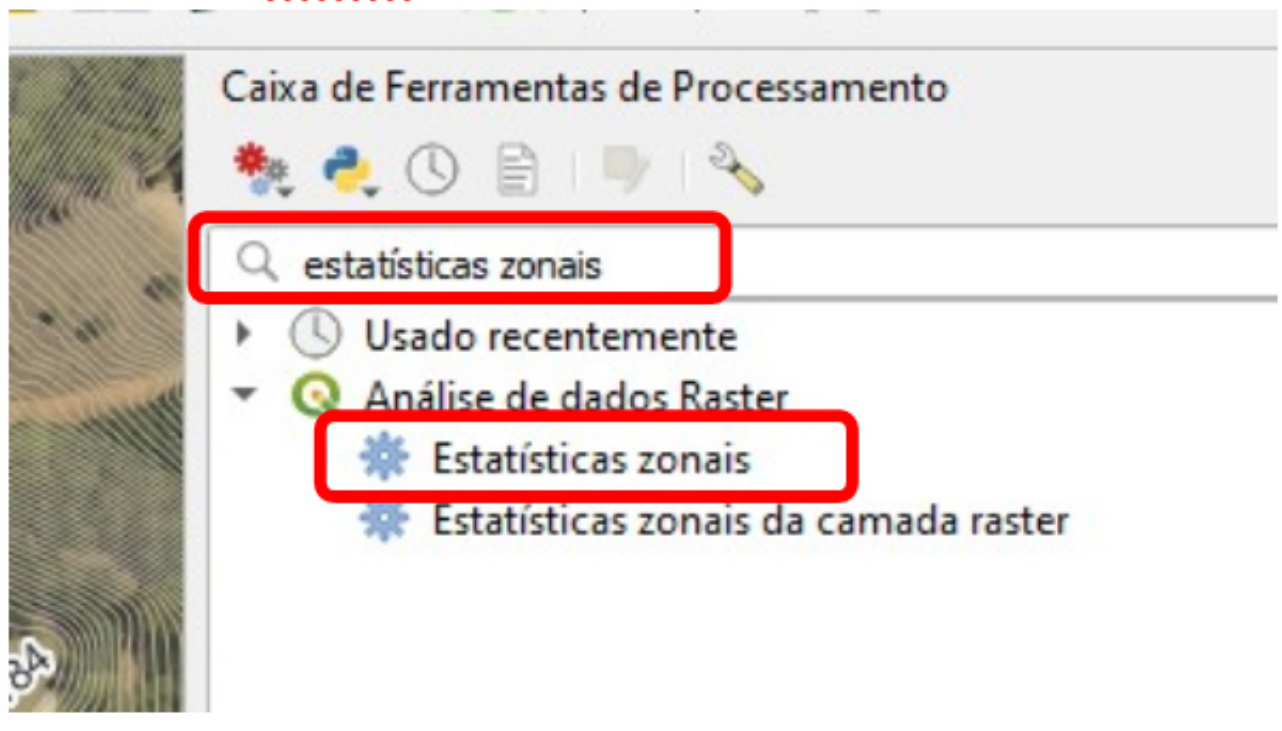 Caixa de Ferramentas de Processamento
estatísticas zonais
Usado recentemente
Análise de dados Raster
Estatísticas zonais
Estatísticas zonais da camada raster